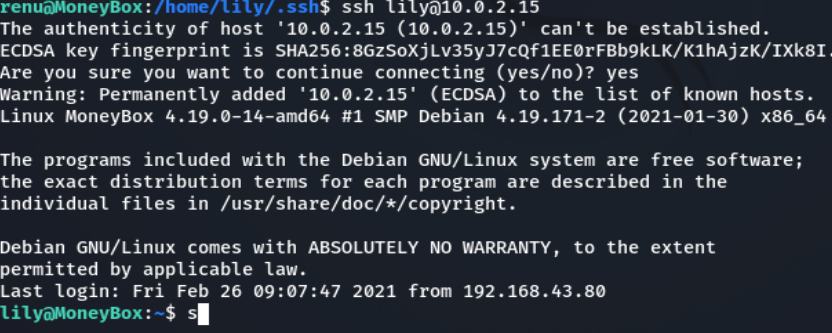 renu@MoneyBox:/home/lily/.ssh$ ssh lily@10.0.2.15
The authenticity of host '10.0.2.15 (10.0.2.15)' can't be established.
ECDSA key fingerprint is SHA256:8GzSoXjLv35yJ7cQf1EE0rFBb9kLK/K1hAjzK/IXk8I.
Are you sure you want to continue connecting (yes/no)? yes
Warning: Permanently added '10.0.2.15' (ECDSA) to the list of known hosts.
Linux MoneyBox 4.19.0-14-amd64 #1 SMP Debian 4.19.171-2 (2021-01-30) x86_64
The programs included with the Debian GNU/Linux system are free software;
the exact distribution terms for each program are described in the
individual files in /usr/share/doc/*/copyright.
Debian GNU/Linux comes with ABSOLUTELY NO WARRANTY, to the extent
permitted by applicable law.
Last login: Fri Feb 26 09:07:47 2021 from 192.168.43.80
lily@MoneyBox:~$ s